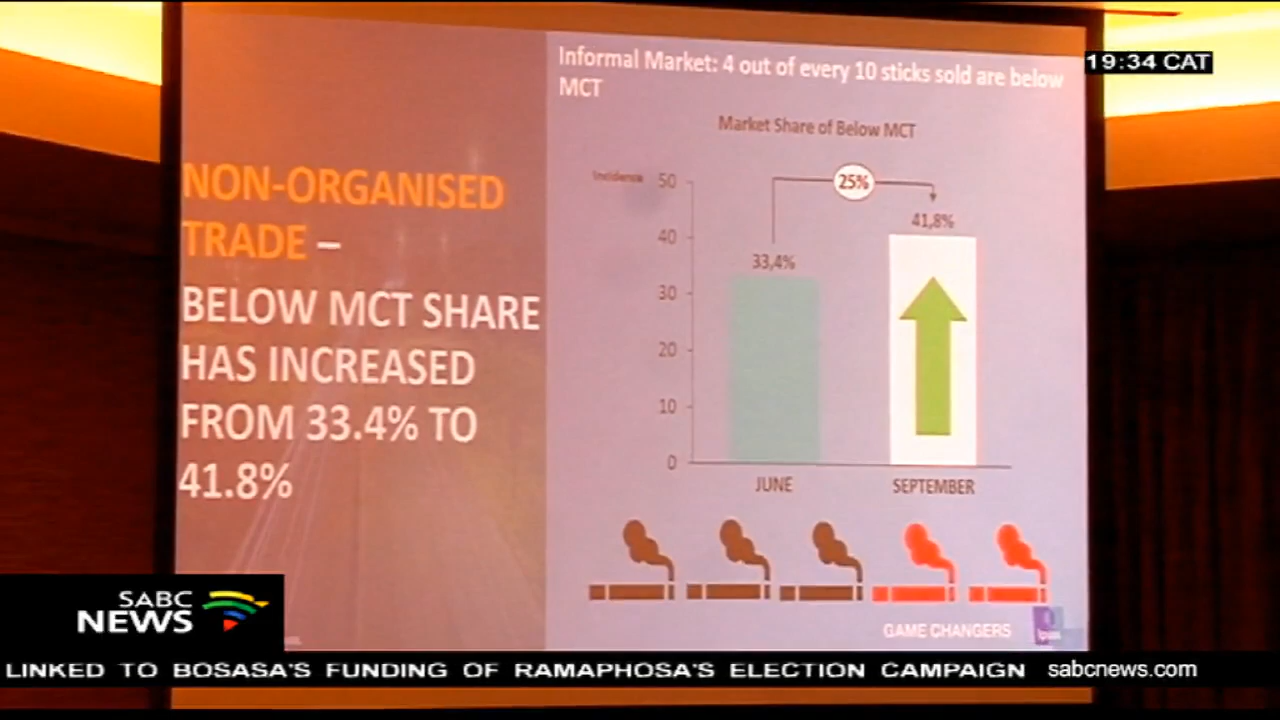 19:34 CAT
NON-ORGANISED
TRADE –
BELOW MCT SHARE
HAS INCREASED
FROM 33.4% TO
41.8%
Informal Market: 4 out of every 10 sticks sold are below
MCT
Market Share of Below MCT
Incidence
50
40
30
20
10
0
25%
33,4%
41,8%
JUNE
SEPTEMBER
GAME CHANGERS
Ipsos
SABC
NEWS
LINKED TO BOSASA'S FUNDING OF RAMAPHOSA'S ELECTION CAMPAIGN sabcnews.com